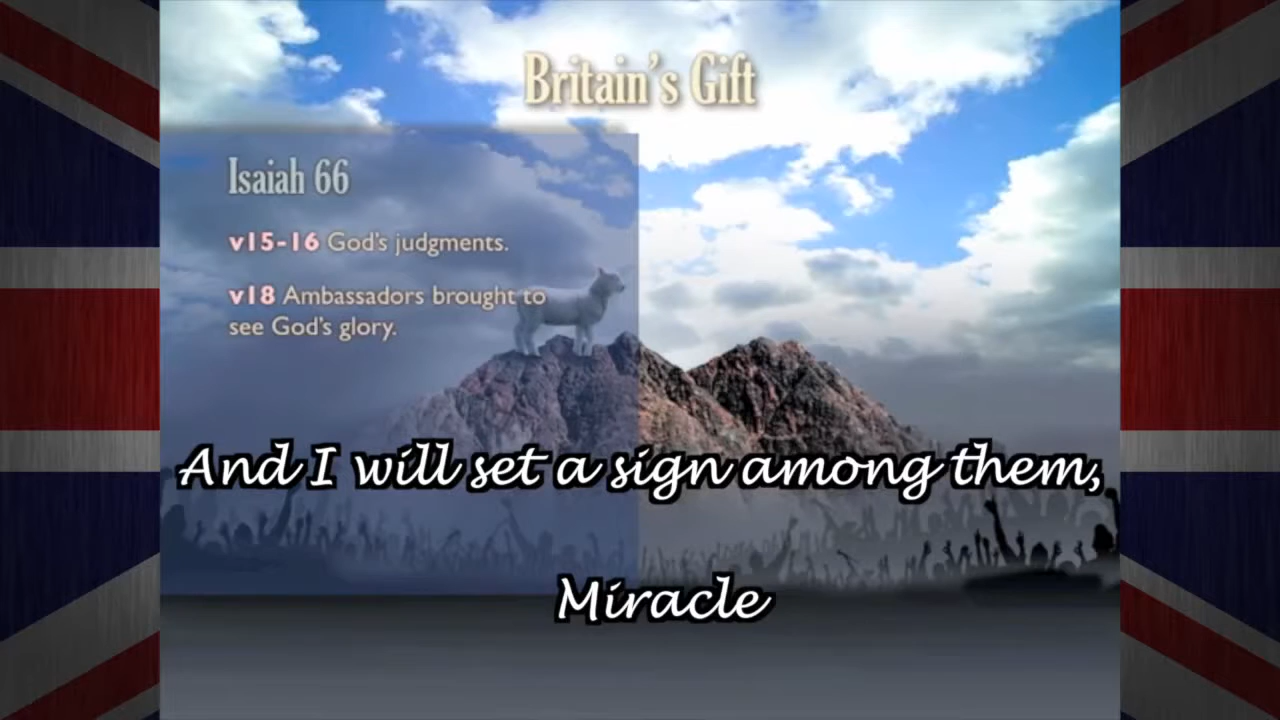 Britain's Gift
Isaiah 66
v15-16 God's judgments.
v18 Ambassadors brought to
see God's glory.
And I will set a sign among them,
Miracle